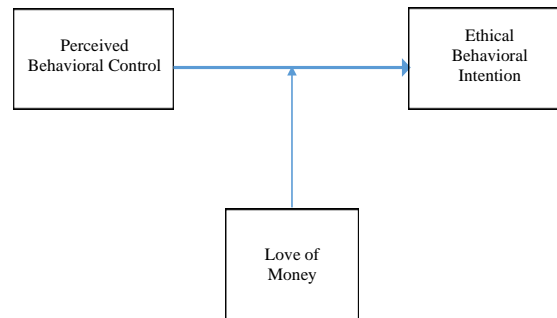 Perceived
Behavioral Control
Ethical
Behavioral
Intention
Love of
Money